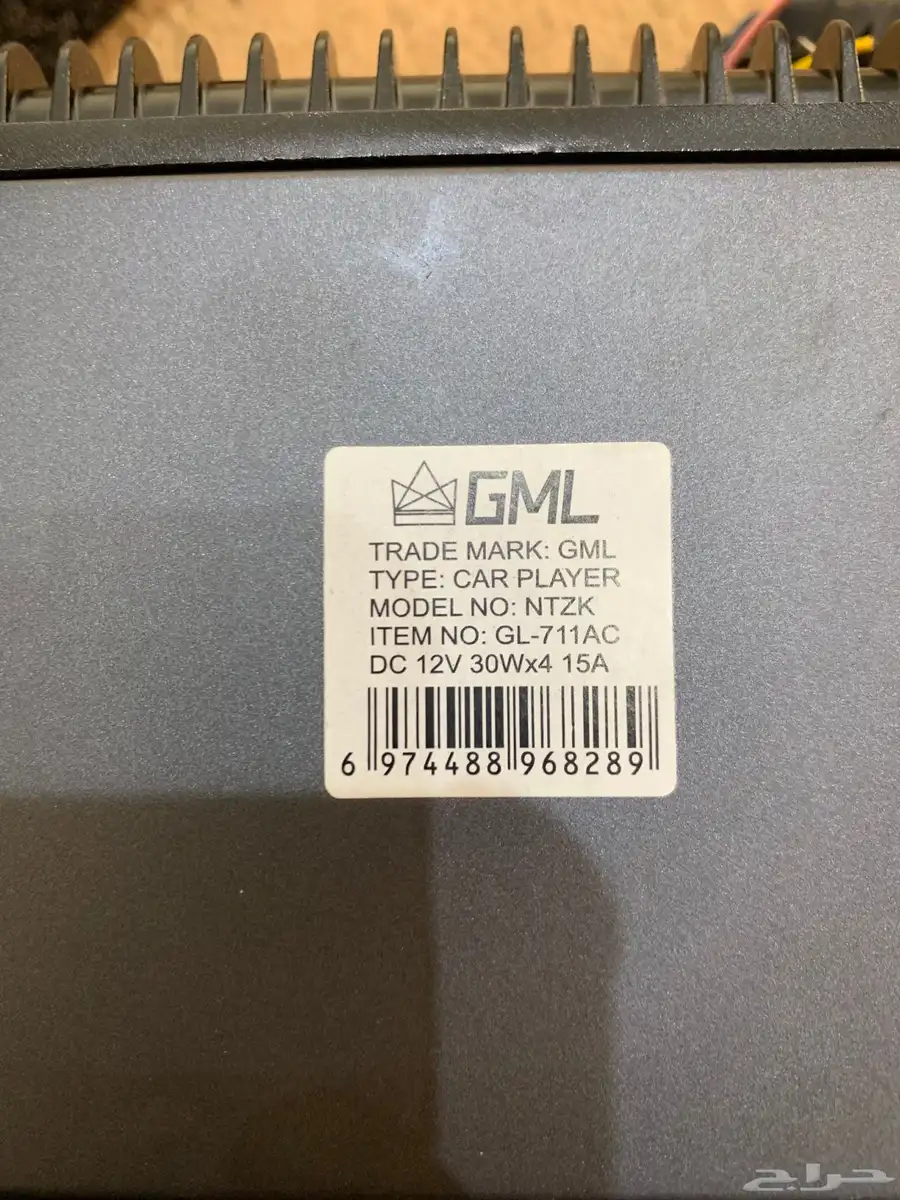 GML
TRADE MARK: GML
TYPE: CAR PLAYER
MODEL NO: NTZK
ITEM NO: GL-711AC
DC 12V 30Wx4 15A
6 974488 968289
حراج